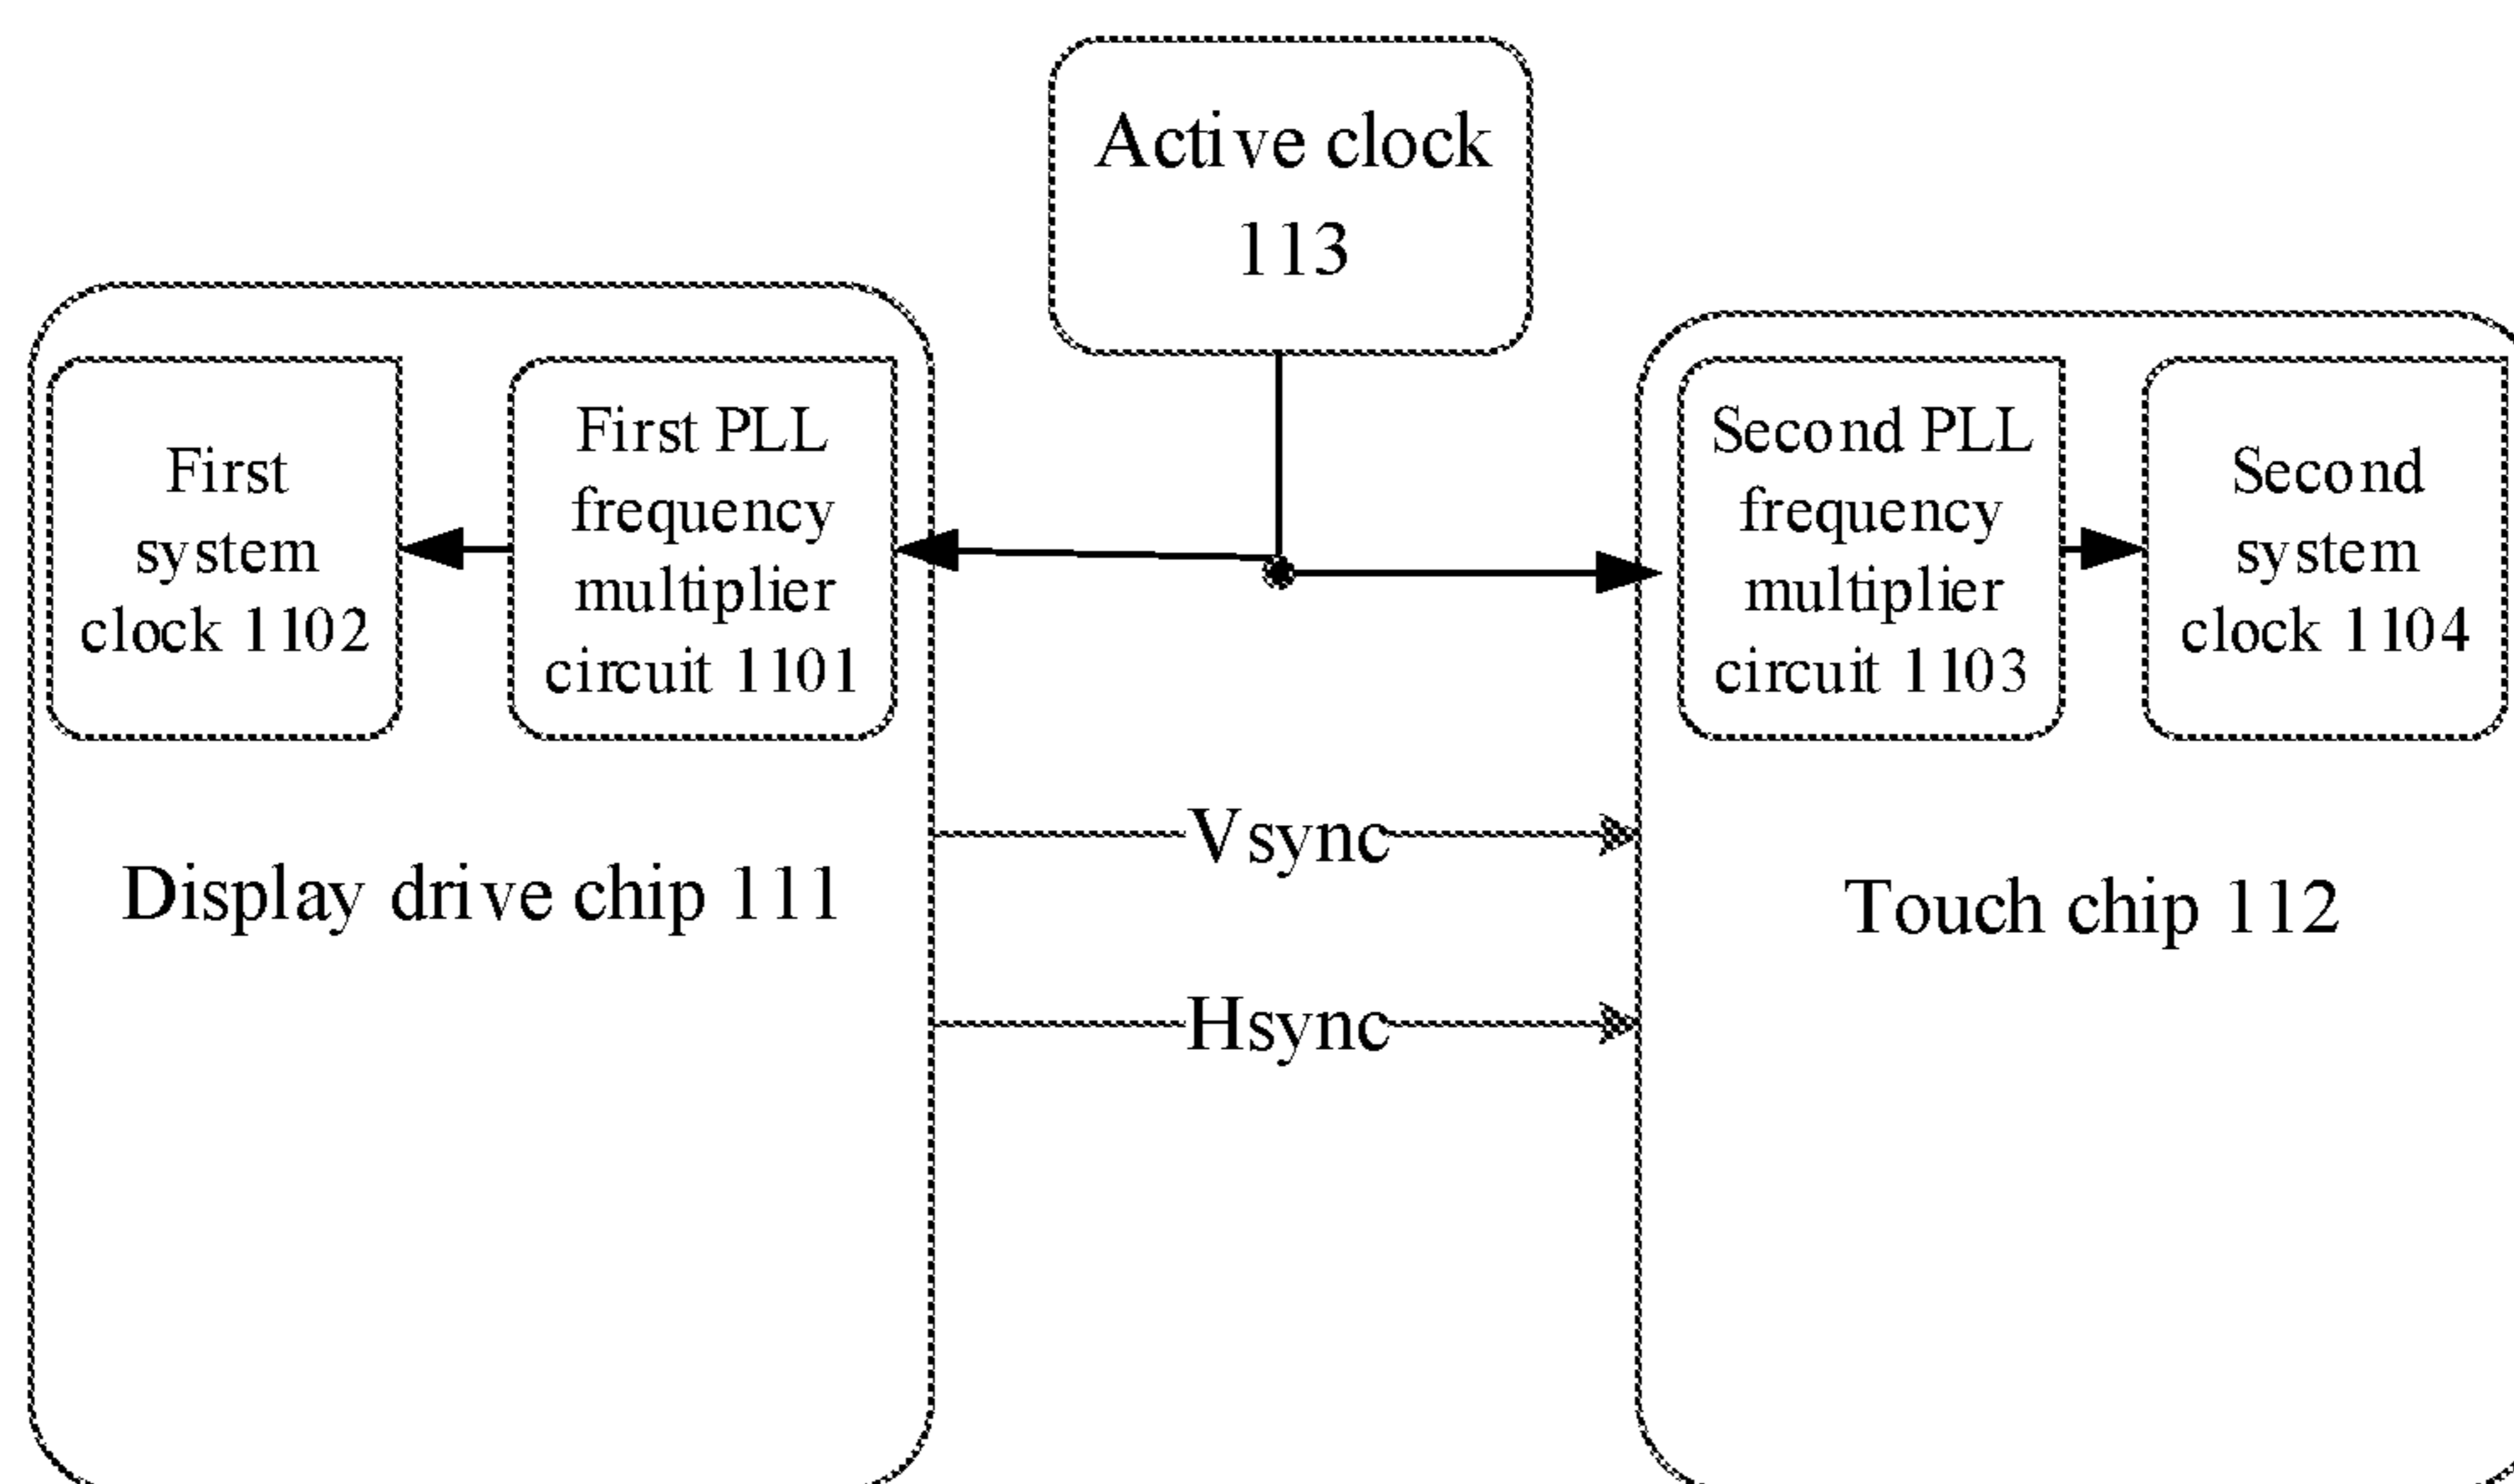 Active clock
113
First
system
clock 1102
First PLL
frequency
multiplier
circuit 1101
Second PLL
frequency
multiplier
circuit 1103
Second
system
clock 1104
Vsync
Display drive chip 111
Touch chip 112
Hsync